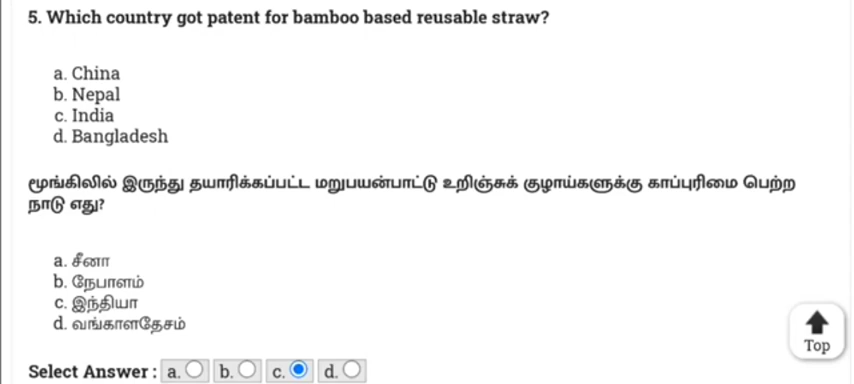 5. Which country got patent for bamboo based reusable straw?
a. China
b. Nepal
c. India
d. Bangladesh
மூங்கிலில் இருந்து தயாரிக்கப்பட்ட மறுபயன்பாட்டு உறிஞ்சுக் குழாய்களுக்கு காப்புரிமை பெற்ற
நாடு எது?
a. சீனா
b. நேபாளம்
c. இந்தியா
d. வங்காளதேசம்
Top
Select Answer : a. b. c. d.